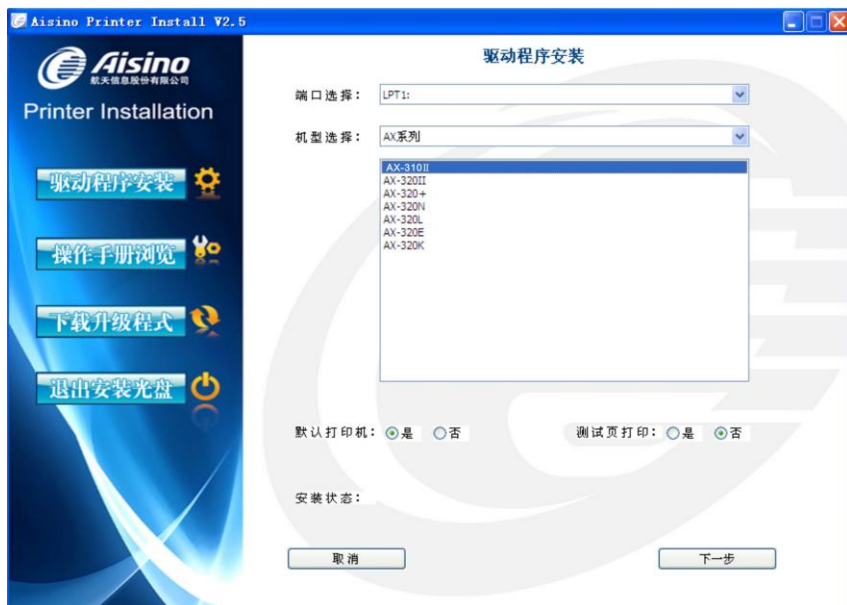 Aisino Printer Install V2.5
Aisino
航天信息股份有限公司
Printer Installation
驱动程序安装
操作手册浏览
下载升级程式
退出安装光盘
驱动程序安装
端口选择： LPT1:
机型选择： AX系列
AX-310II
AX-320II
AX-320+
AX-320N
AX-320L
AX-320E
AX-320K
默认打印机： 是 否 测试页打印： 是 否
安装状态：
取消 下一步